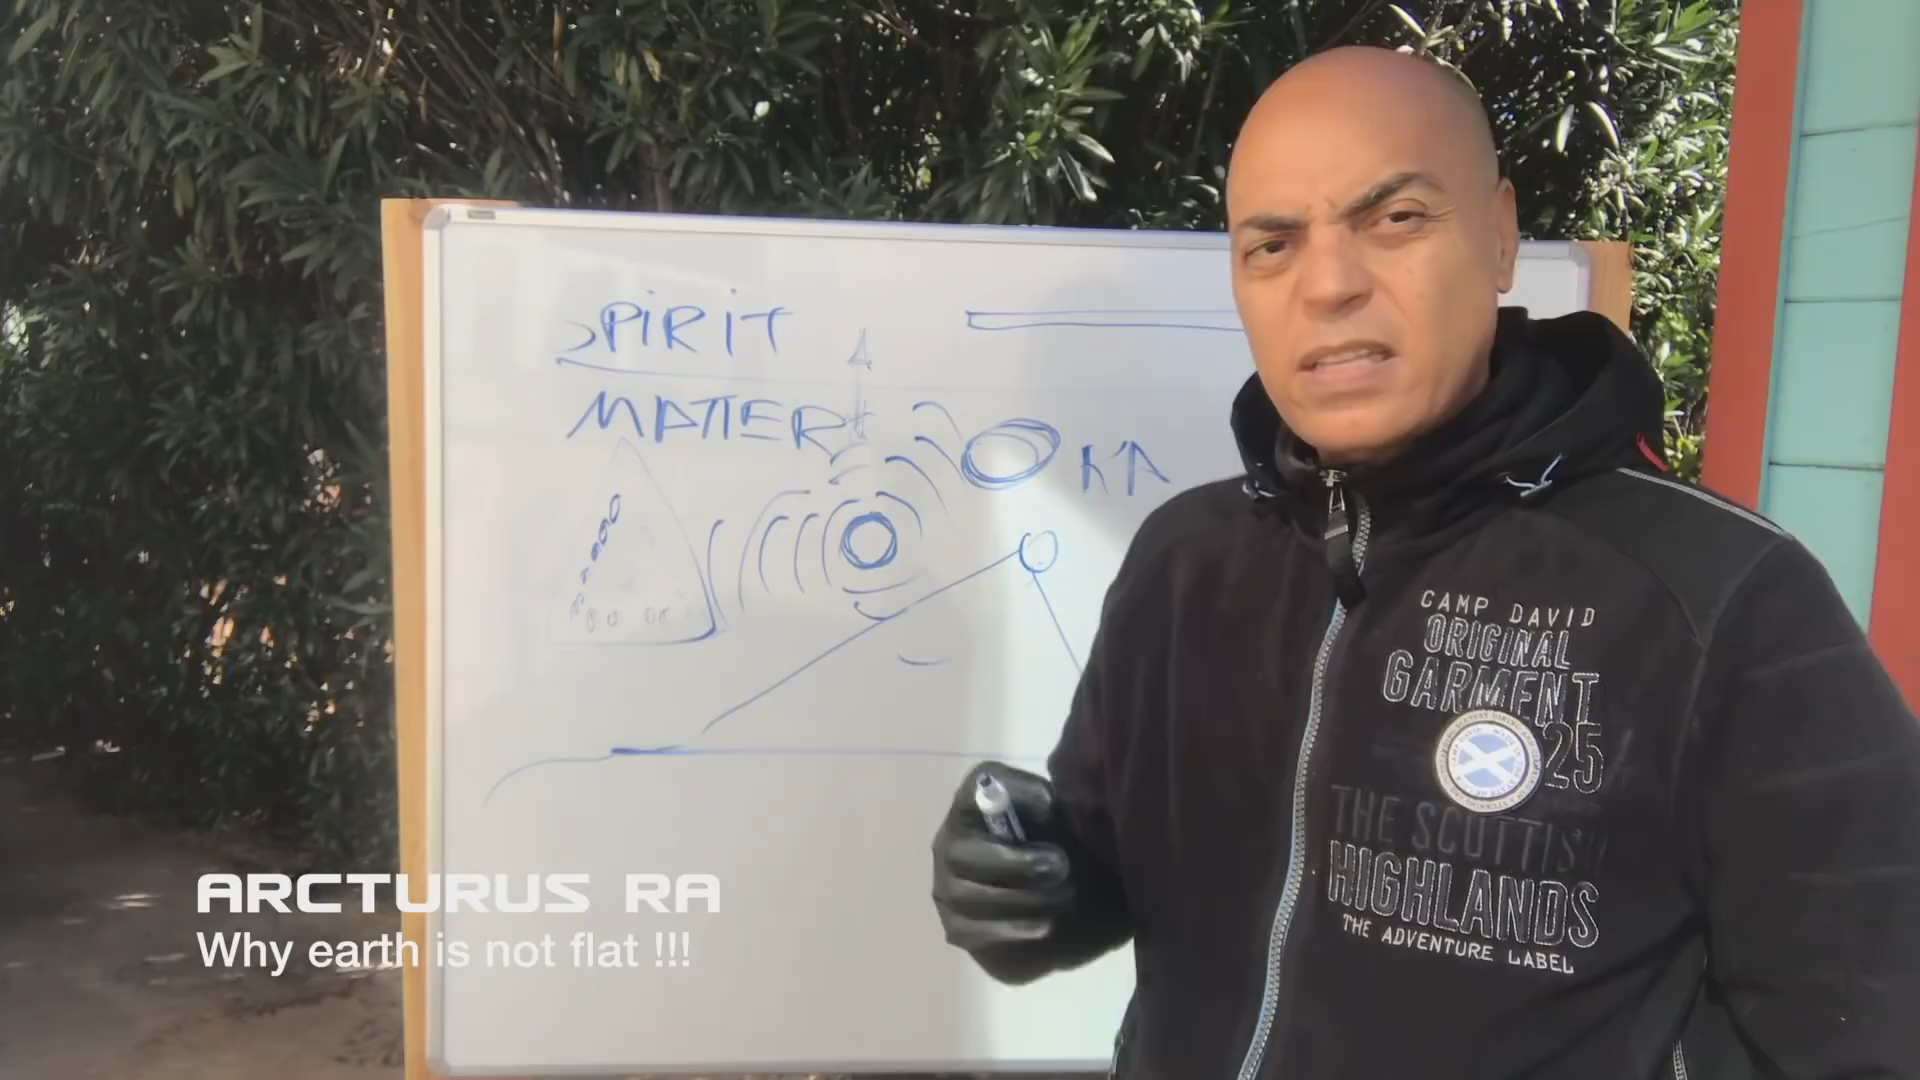 SPIRIT
MATTER
KA
CAMP DAVID
ORIGINAL
GARMENT
25
THE SCOTTISH
HIGHLANDS
THE ADVENTURE LABEL
ARCTURUS RA
Why earth is not flat !!!